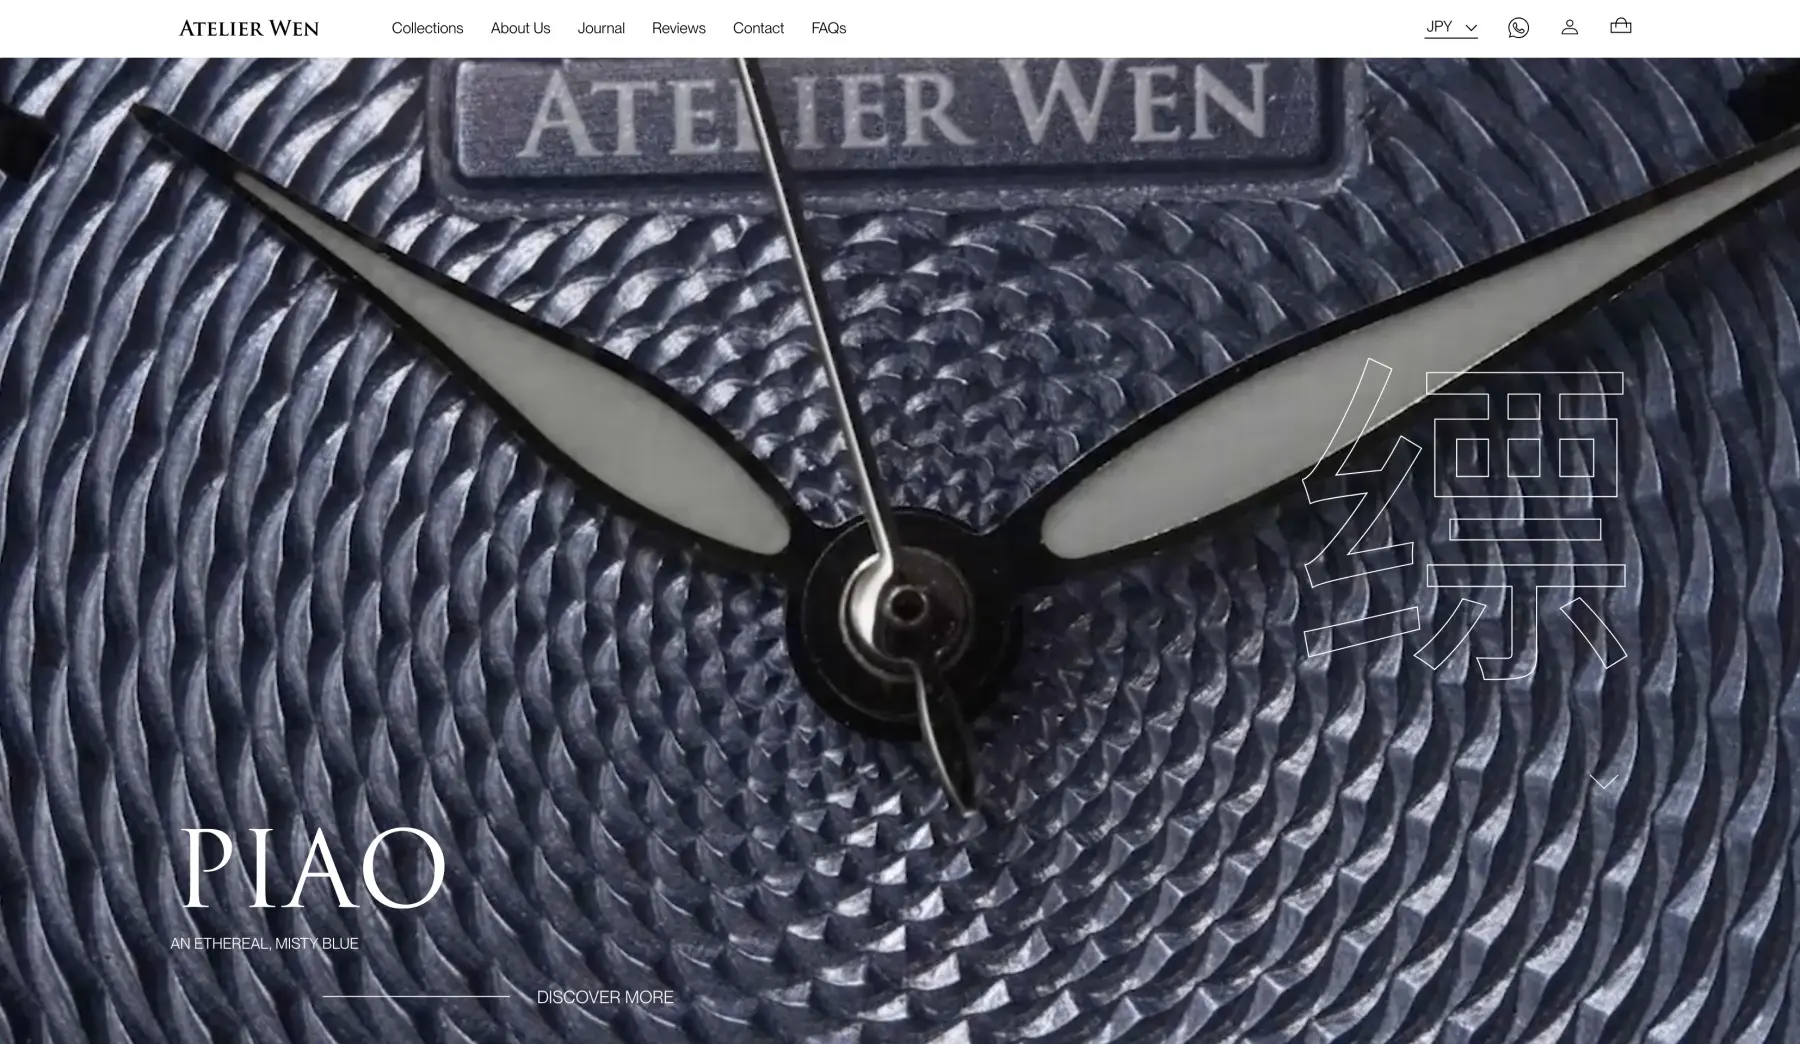 ATELIER WEN
Collections
About Us
Journal
Reviews
Contact
FAQs
JPY
ATELIER WEN
缥
PIAO
AN ETHEREAL, MISTY BLUE
DISCOVER MORE